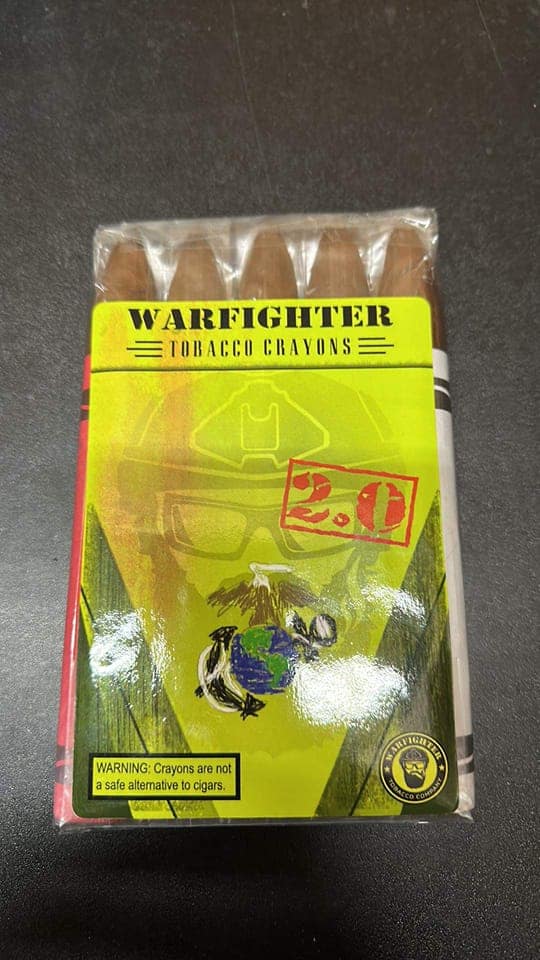 WARFIGHTER
TOBACCO CRAYONS
2.0
WARNING: Crayons are not
a safe alternative to cigars.
WARFIGHTER
TOBACCO COMPANY